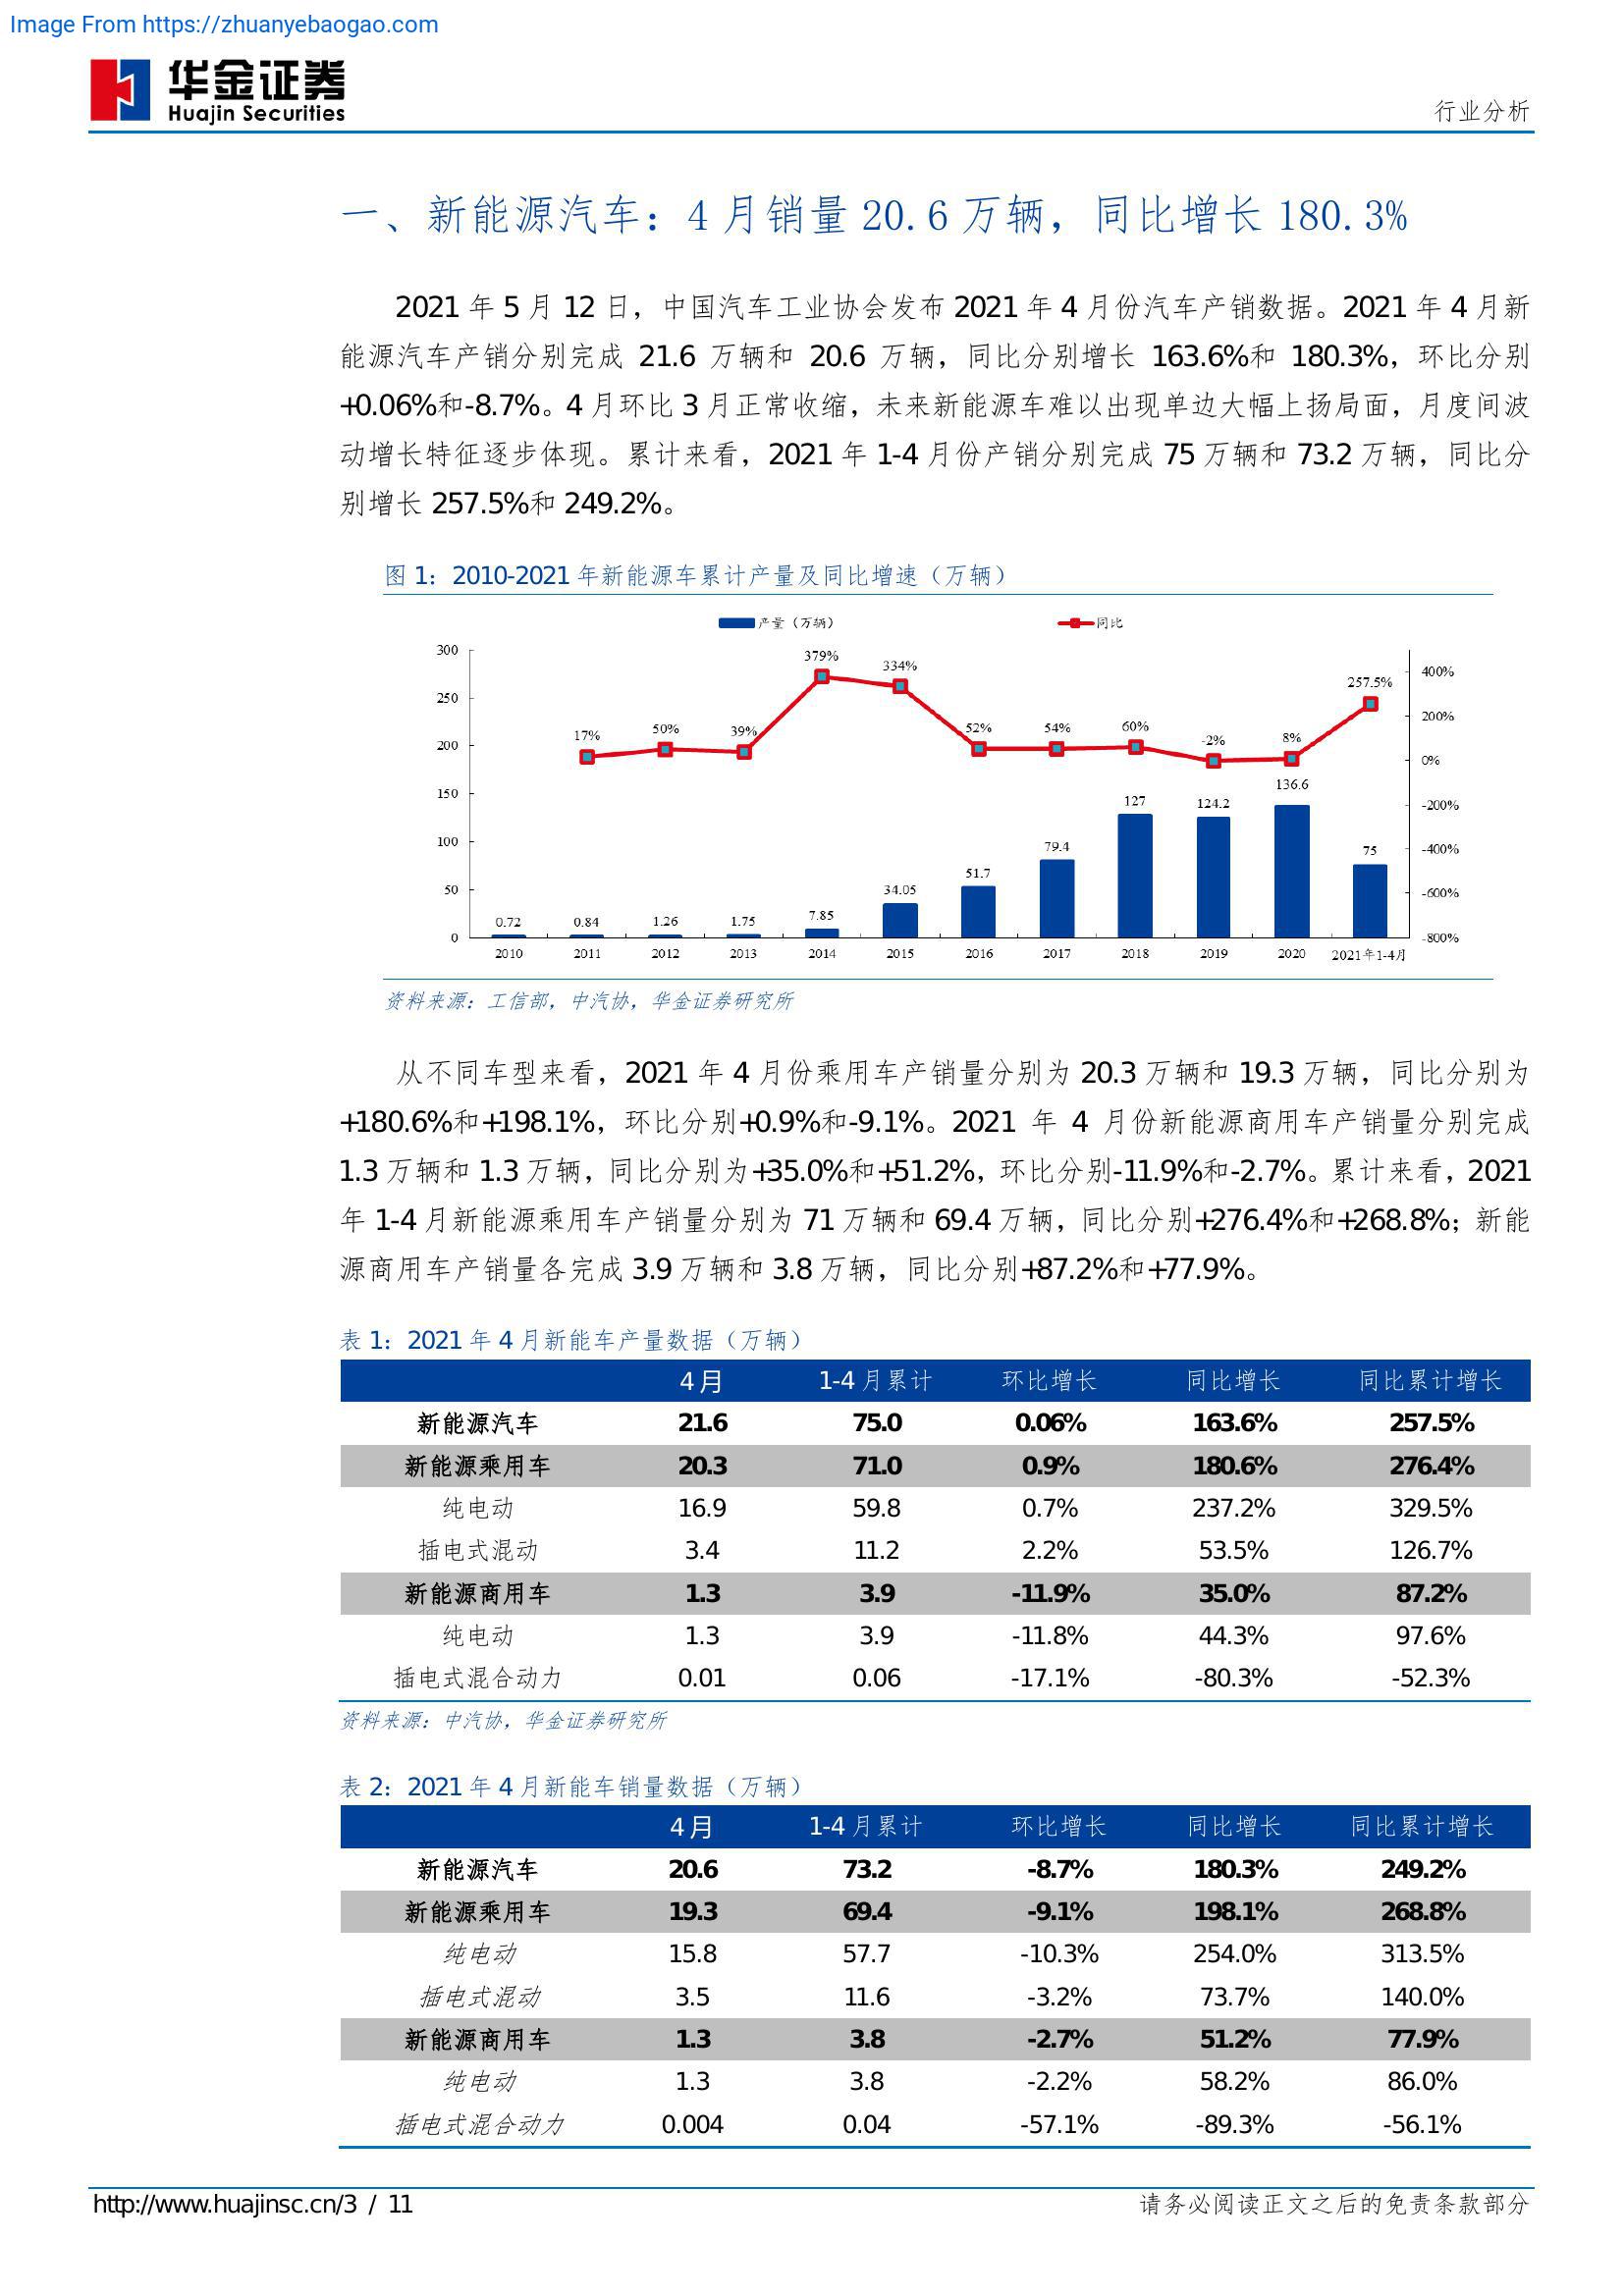 Image From https://zhuanyebaogao.com
华金证券
Huajin Securities
行业分析
一、新能源汽车：4 月销量 20.6 万辆，同比增长 180.3%
2021 年 5 月 12 日，中国汽车工业协会发布 2021 年 4 月份汽车产销数据。2021 年 4 月新
能源汽车产销分别完成 21.6 万辆和 20.6 万辆，同比分别增长 163.6%和 180.3%，环比分别
+0.06%和-8.7%。4 月环比 3 月正常收缩，未来新能源车难以出现单边大幅上扬局面，月度间波
动增长特征逐步体现。累计来看，2021 年 1-4 月份产销分别完成 75 万辆和 73.2 万辆，同比分
别增长 257.5%和 249.2%。
图 1：2010-2021 年新能源车累计产量及同比增速（万辆）
产量（万辆） 同比
300 379% 334% 400%
250 257.5%
200 17% 50% 39% 52% 54% 60% -2% 8% 200%
0%
150 127 124.2 136.6 -200%
100 79.4 75 -400%
50 34.05 51.7 -600%
0 0.72 0.84 1.26 1.75 7.85 -800%
2010 2011 2012 2013 2014 2015 2016 2017 2018 2019 2020 2021年1-4月
资料来源：工信部，中汽协，华金证券研究所
从不同车型来看，2021 年 4 月份乘用车产销量分别为 20.3 万辆和 19.3 万辆，同比分别为
+180.6%和+198.1%，环比分别+0.9%和-9.1%。2021 年 4 月份新能源商用车产销量分别完成
1.3 万辆和 1.3 万辆，同比分别为+35.0%和+51.2%，环比分别-11.9%和-2.7%。累计来看，2021
年 1-4 月新能源乘用车产销量分别为 71 万辆和 69.4 万辆，同比分别+276.4%和+268.8%；新能
源商用车产销量各完成 3.9 万辆和 3.8 万辆，同比分别+87.2%和+77.9%。
表 1：2021 年 4 月新能车产量数据（万辆）
4 月 1-4 月累计 环比增长 同比增长 同比累计增长
新能源汽车 21.6 75.0 0.06% 163.6% 257.5%
新能源乘用车 20.3 71.0 0.9% 180.6% 276.4%
纯电动 16.9 59.8 0.7% 237.2% 329.5%
插电式混动 3.4 11.2 2.2% 53.5% 126.7%
新能源商用车 1.3 3.9 -11.9% 35.0% 87.2%
纯电动 1.3 3.9 -11.8% 44.3% 97.6%
插电式混合动力 0.01 0.06 -17.1% -80.3% -52.3%
资料来源：中汽协，华金证券研究所
表 2：2021 年 4 月新能车销量数据（万辆）
4 月 1-4 月累计 环比增长 同比增长 同比累计增长
新能源汽车 20.6 73.2 -8.7% 180.3% 249.2%
新能源乘用车 19.3 69.4 -9.1% 198.1% 268.8%
纯电动 15.8 57.7 -10.3% 254.0% 313.5%
插电式混动 3.5 11.6 -3.2% 73.7% 140.0%
新能源商用车 1.3 3.8 -2.7% 51.2% 77.9%
纯电动 1.3 3.8 -2.2% 58.2% 86.0%
插电式混合动力 0.004 0.04 -57.1% -89.3% -56.1%
http://www.huajinsc.cn/3 / 11
请务必阅读正文之后的免责条款部分